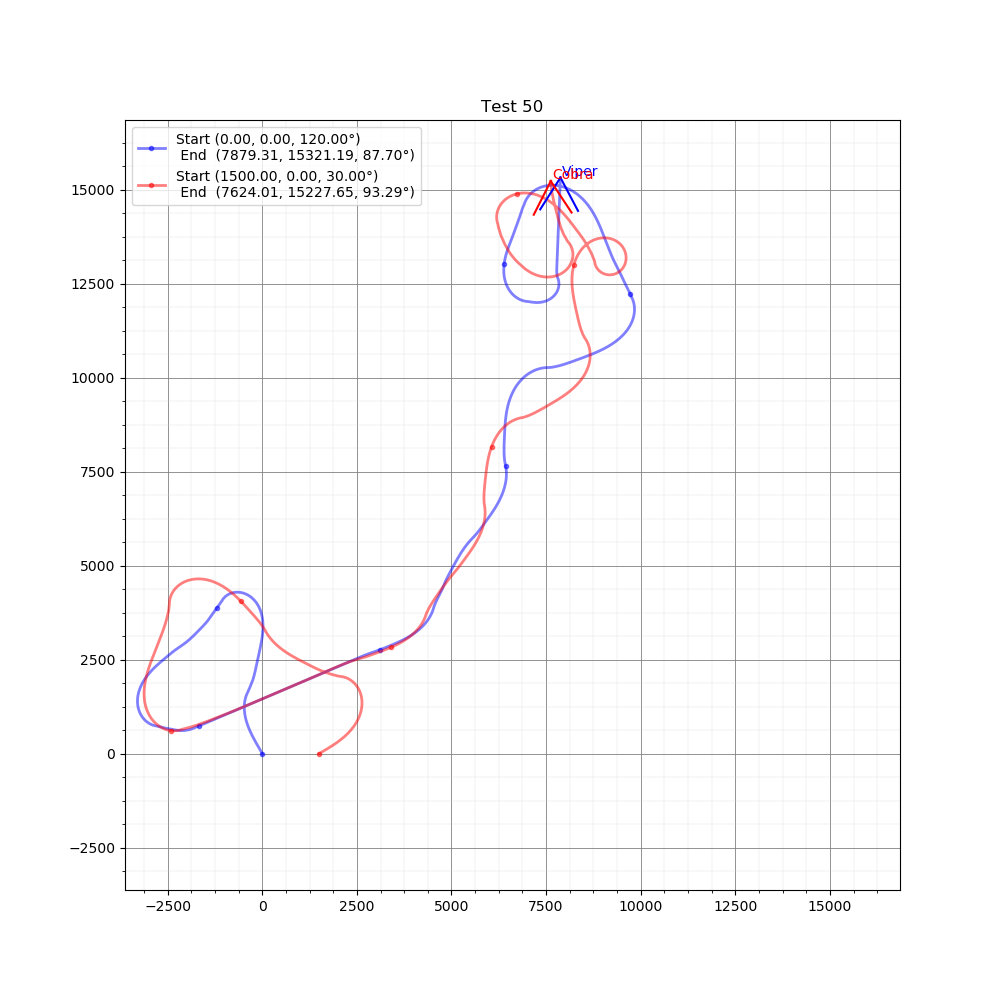 Test 50
Start (0.00, 0.00, 120.00°)
End  (7879.31, 15321.19, 87.70°)
Start (1500.00, 0.00, 30.00°)
End  (7624.01, 15227.65, 93.29°)
Viper
Cobra
15000
12500
10000
7500
5000
2500
0
−2500
−2500 0 2500 5000 7500 10000 12500 15000